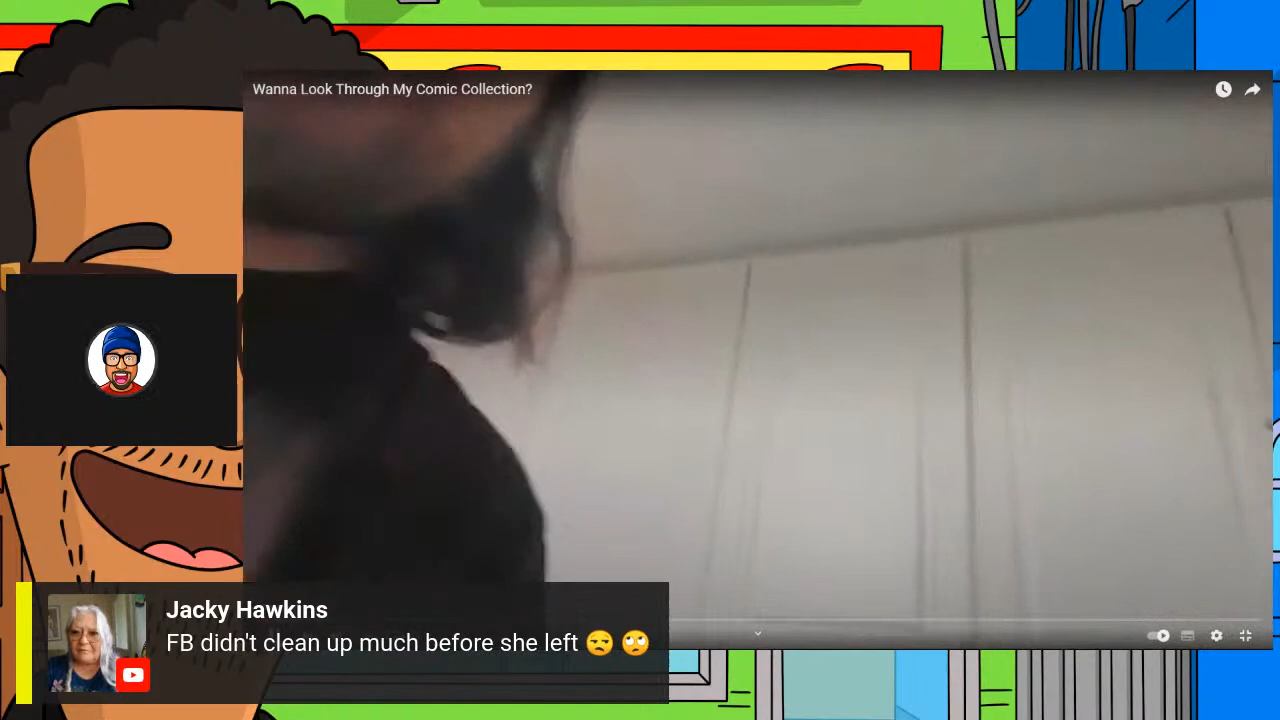 Wanna Look Through My Comic Collection?
Jacky Hawkins
FB didn't clean up much before she left 😒 🙄